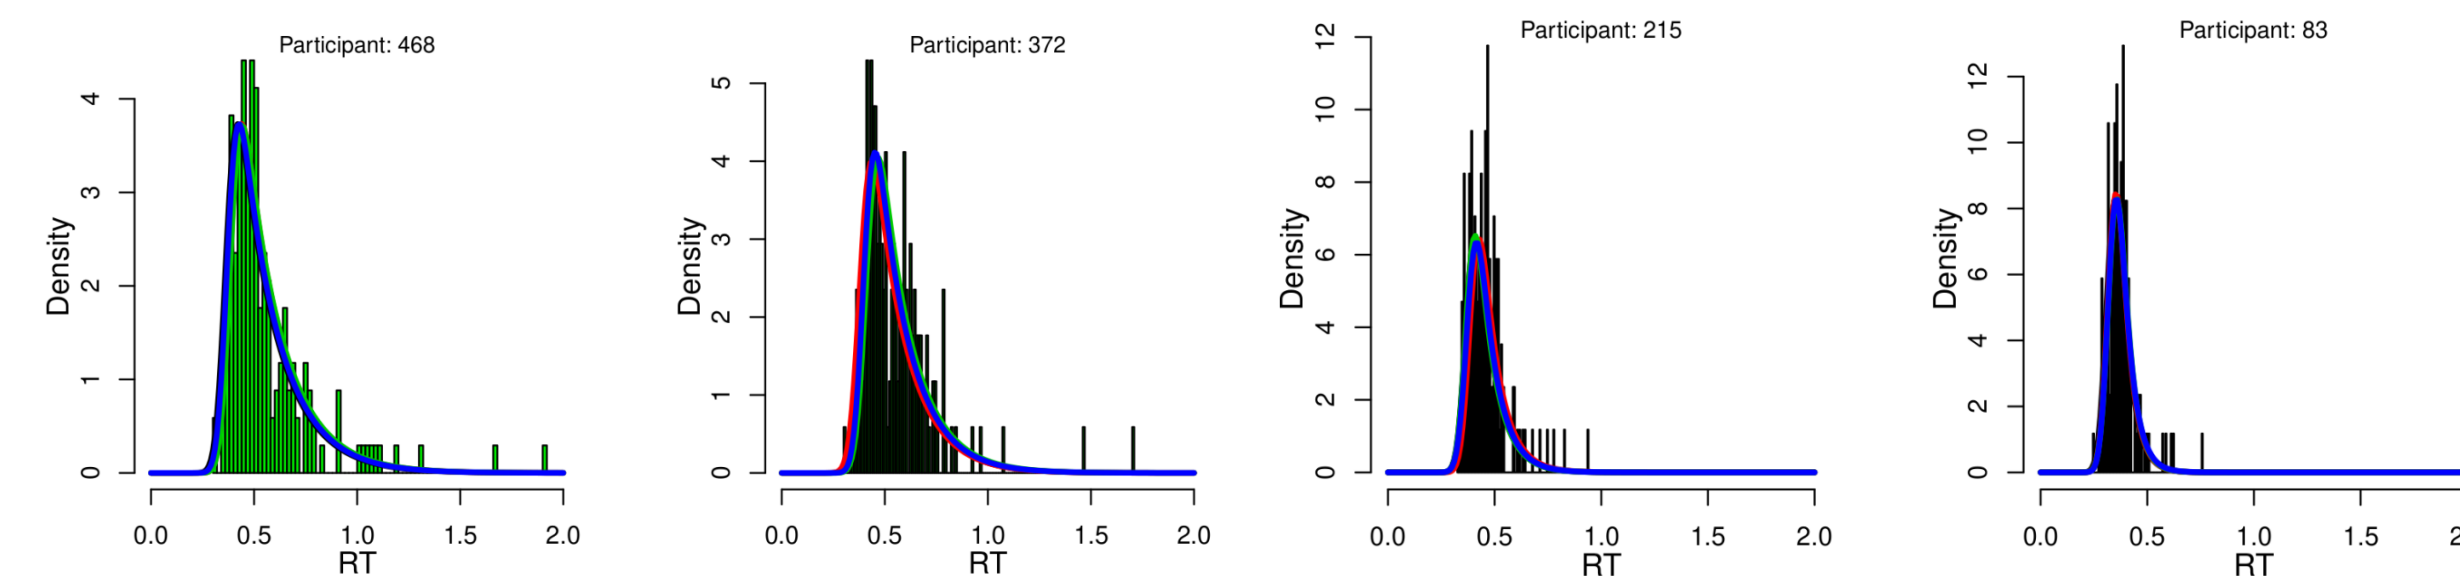 Participant: 468
Density
0 1 2 3 4
0.0 0.5 1.0 1.5 2.0
RT
Participant: 372
Density
0 1 2 3 4 5
0.0 0.5 1.0 1.5 2.0
RT
Participant: 215
Density
0 2 4 6 8 10 12
0.0 0.5 1.0 1.5 2.0
RT
Participant: 83
Density
0 2 4 6 8 10 12
0.0 0.5 1.0 1.5
RT